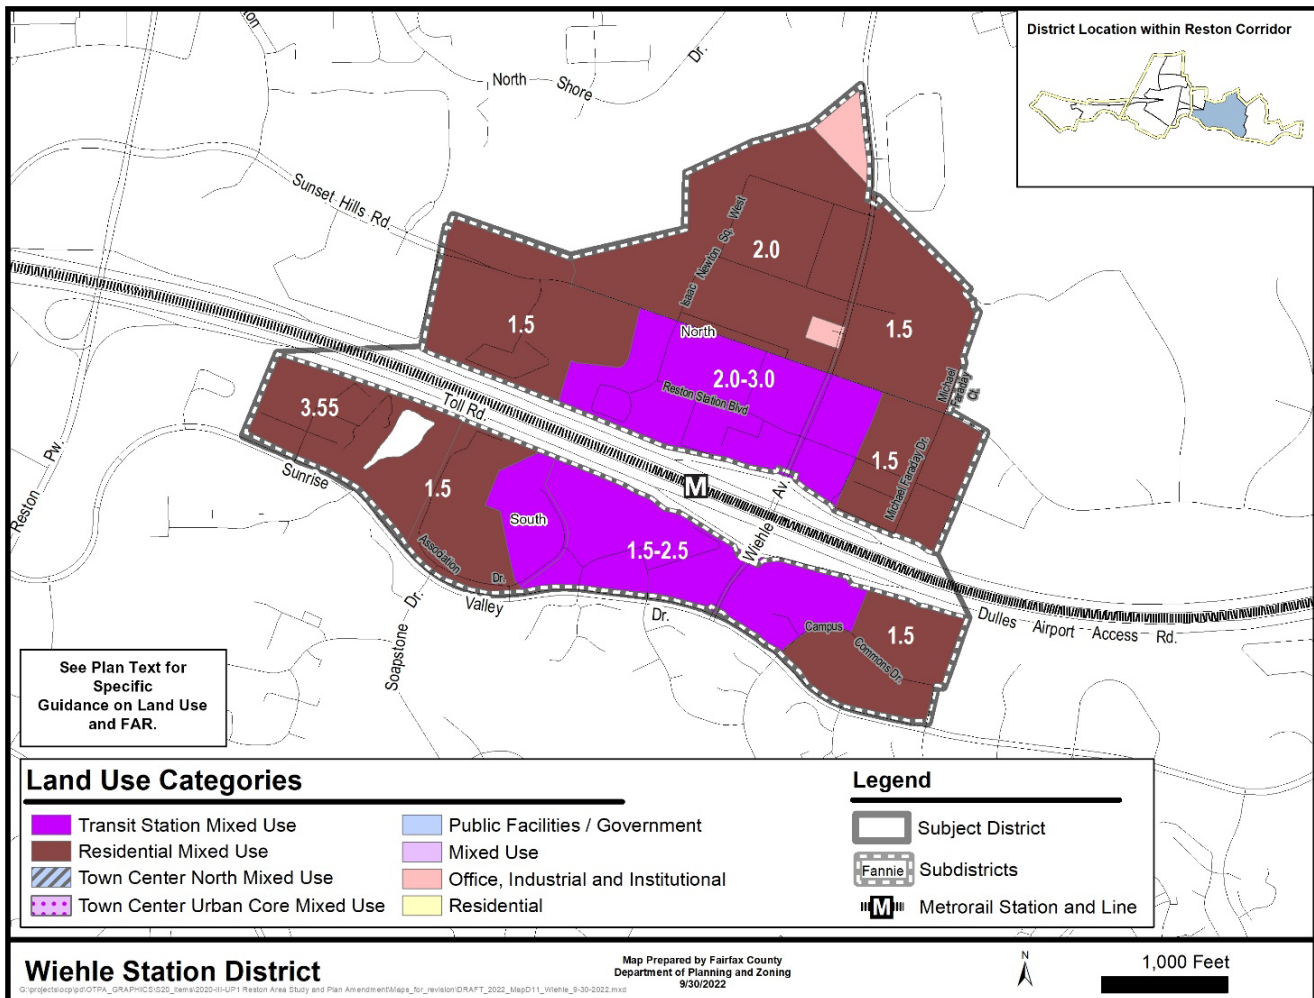 District Location within Reston Corridor
North
Shore
Dr.
ton
Sunset Hills Rd.
Isaac Newton Sq. West
2.0
1.5
1.5
North
2.0-3.0
Reston Station Blvd
Michael
Faraday
Ct.
3.55
Toll Rd.
1.5
Michael Faraday Dr.
Reston Pw.
Sunrise
1.5
M
Wiehle Av.
South
1.5-2.5
Association
Dr.
Valley
Dr.
Soapstone Dr.
Campus
Commons Dr.
1.5
Dulles Airport Access Rd.
See Plan Text for
Specific
Guidance on Land Use
and FAR.
Land Use Categories
Transit Station Mixed Use
Residential Mixed Use
Town Center North Mixed Use
Town Center Urban Core Mixed Use
Public Facilities / Government
Mixed Use
Office, Industrial and Institutional
Residential
Legend
Subject District
Fannie Subdistricts
M Metrorail Station and Line
Wiehle Station District
Map Prepared by Fairfax County
Department of Planning and Zoning
9/30/2022
N
1,000 Feet